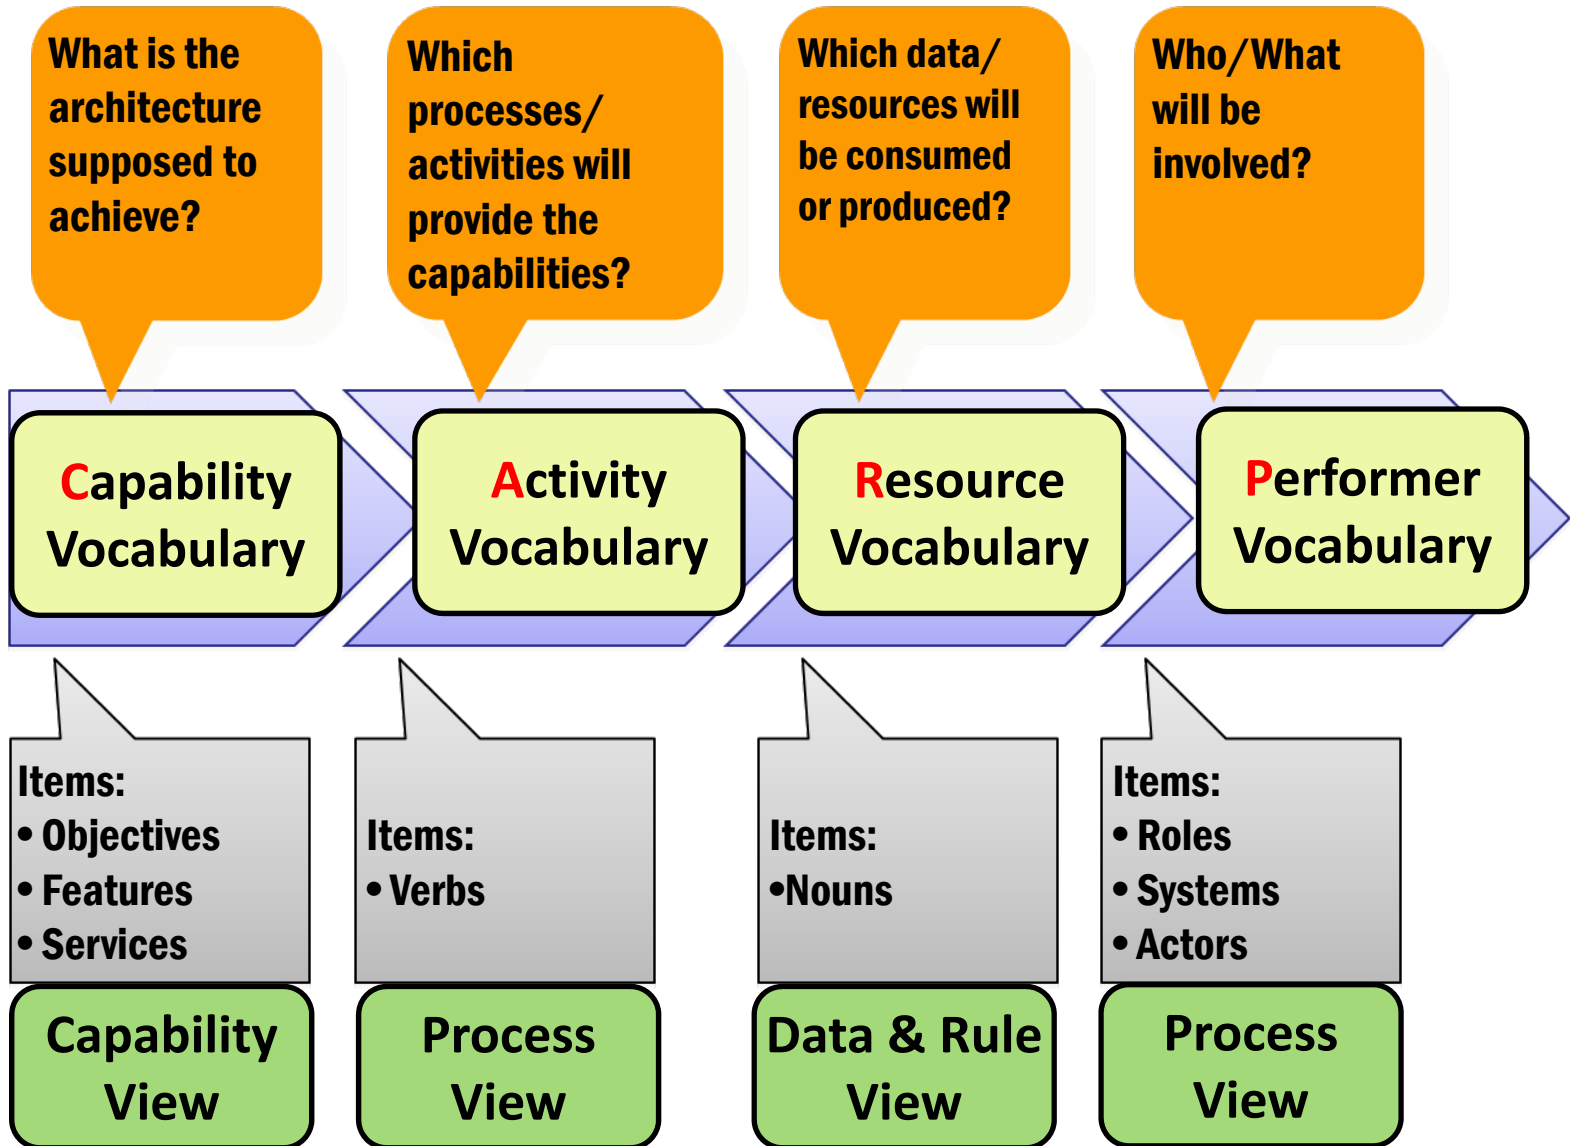 What is the
architecture
supposed to
achieve?
Which
processes/
activities will
provide the
capabilities?
Which data/
resources will
be consumed
or produced?
Who/What
will be
involved?
Capability
Vocabulary
Activity
Vocabulary
Resource
Vocabulary
Performer
Vocabulary
Items:
• Objectives
• Features
• Services
Items:
• Verbs
Items:
•Nouns
Items:
• Roles
• Systems
• Actors
Capability
View
Process
View
Data & Rule
View
Process
View